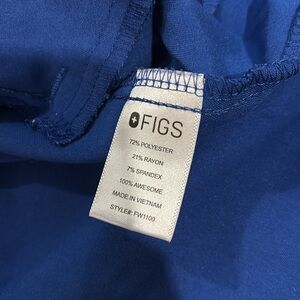 FIGS
72% POLYESTER
21% RAYON
7% SPANDEX
100% AWESOME
MADE IN VIETNAM
STYLE#: FW1100